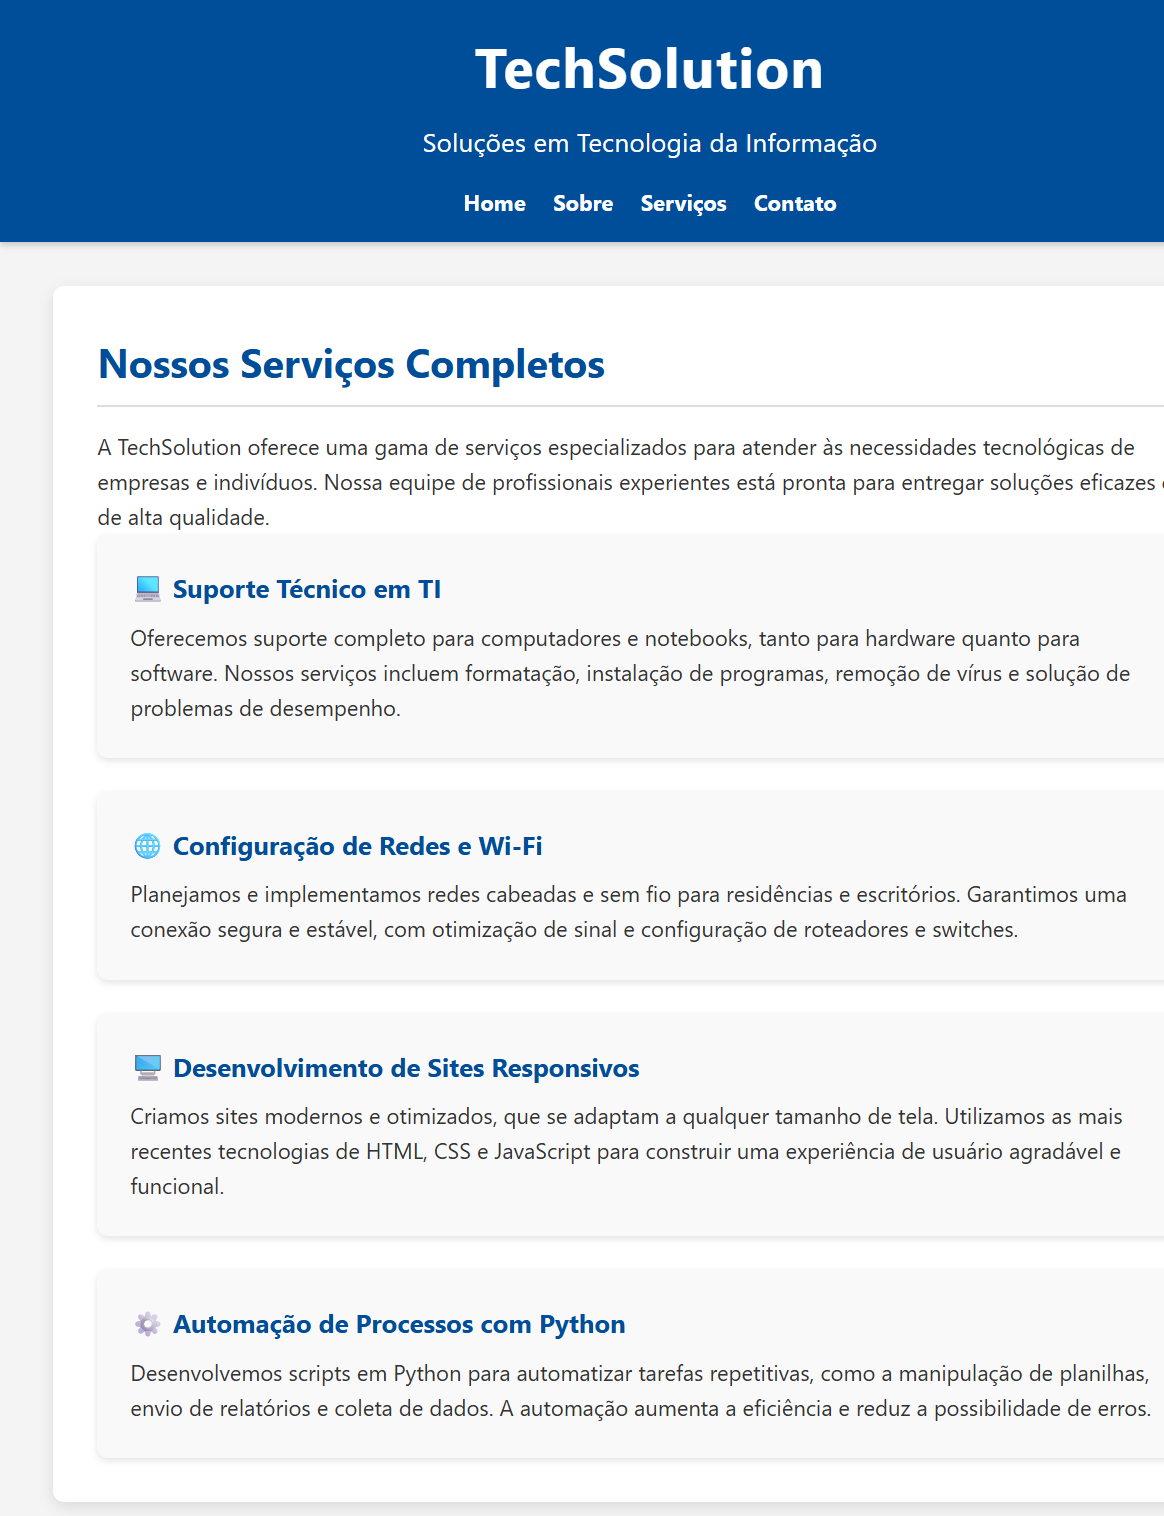 TechSolution
Soluções em Tecnologia da Informação
Home Sobre Serviços Contato
Nossos Serviços Completos
A TechSolution oferece uma gama de serviços especializados para atender às necessidades tecnológicas de
empresas e indivíduos. Nossa equipe de profissionais experientes está pronta para entregar soluções eficazes
de alta qualidade.
Suporte Técnico em TI
Oferecemos suporte completo para computadores e notebooks, tanto para hardware quanto para
software. Nossos serviços incluem formatação, instalação de programas, remoção de vírus e solução de
problemas de desempenho.
Configuração de Redes e Wi-Fi
Planejamos e implementamos redes cabeadas e sem fio para residências e escritórios. Garantimos uma
conexão segura e estável, com otimização de sinal e configuração de roteadores e switches.
Desenvolvimento de Sites Responsivos
Criamos sites modernos e otimizados, que se adaptam a qualquer tamanho de tela. Utilizamos as mais
recentes tecnologias de HTML, CSS e JavaScript para construir uma experiência de usuário agradável e
funcional.
Automação de Processos com Python
Desenvolvemos scripts em Python para automatizar tarefas repetitivas, como a manipulação de planilhas,
envio de relatórios e coleta de dados. A automação aumenta a eficiência e reduz a possibilidade de erros.